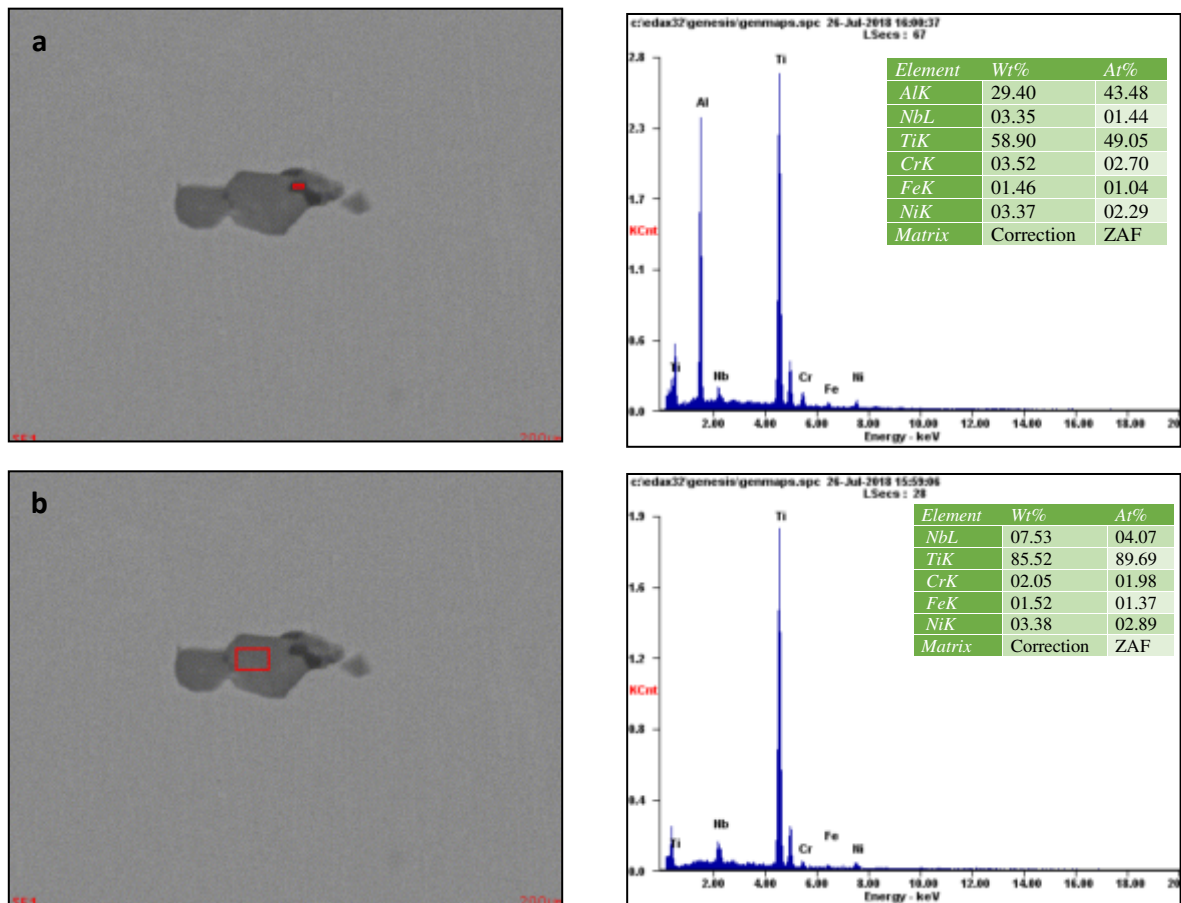 a
c:\edax32\genesis\genmaps.spc 26-Jul-2018 16:00:37
LSecs : 67
2.8
2.3
1.7
KCnt
1.1
0.6
0.0
Ti
Al
Nb
Ti
Cr
Fe
Ni
Element Wt% At%
AlK 29.40 43.48
NbL 03.35 01.44
TiK 58.90 49.05
CrK 03.52 02.70
FeK 01.46 01.04
NiK 03.37 02.29
Matrix Correction ZAF
2.00 4.00 6.00 8.00 10.00 12.00 14.00 16.00 18.00 20
Energy - keV
b
c:\edax32\genesis\genmaps.spc 26-Jul-2018 15:59:06
LSecs : 28
1.9
1.6
1.2
KCnt
0.8
0.4
0.0
Ti
Nb
Ti
Cr
Fe
Ni
Element Wt% At%
NbL 07.53 04.07
TiK 85.52 89.69
CrK 02.05 01.98
FeK 01.52 01.37
NiK 03.38 02.89
Matrix Correction ZAF
2.00 4.00 6.00 8.00 10.00 12.00 14.00 16.00 18.00 20
Energy - keV